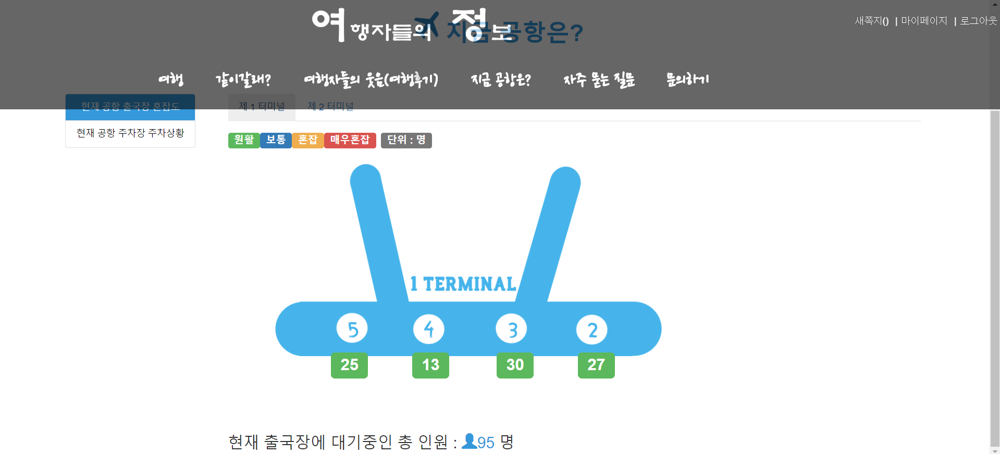 여행자들의 정보
지금 공항은?
새쪽지() | 마이페이지 | 로그아웃
여행 같이갈래? 여행자들의 웃음(여행후기) 지금 공항은? 자주 묻는 질문 문의하기
현재 공항 출국장 혼잡도
제 1 터미널 제 2 터미널
현재 공항 주차장 주차상황
원활 보통 혼잡 매우혼잡 단위 : 명
1 TERMINAL
5 4 3 2
25 13 30 27
현재 출국장에 대기중인 총 인원 : 95 명